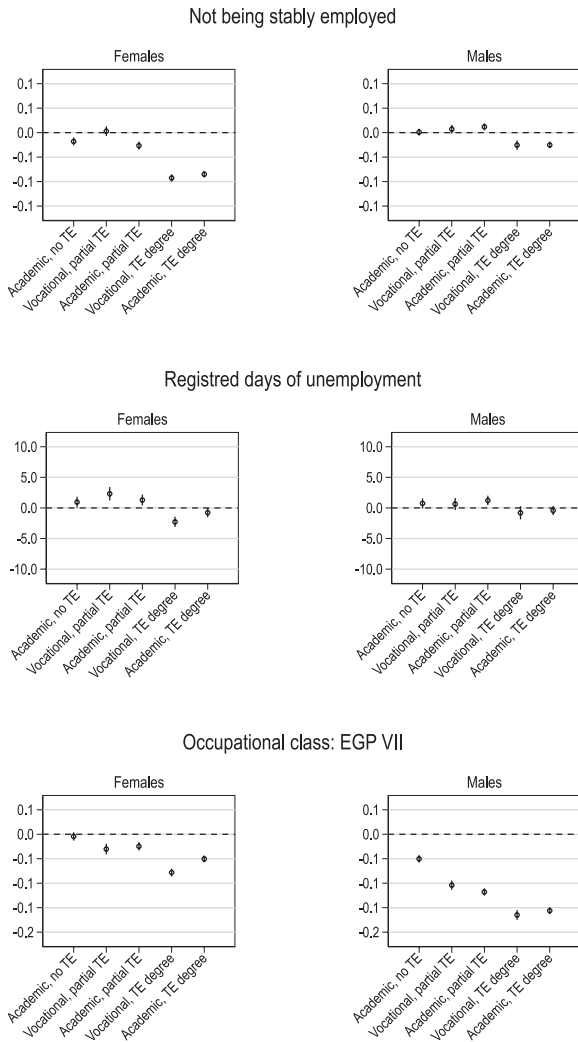 Not being stably employed
Females
Males
0.1
0.1
0.0
-0.1
-0.1
-0.1
0.1
0.1
0.0
-0.1
-0.1
-0.1
Academic, no TE
Vocational, partial TE
Academic, partial TE
Vocational, TE degree
Academic, TE degree
Academic, no TE
Vocational, partial TE
Academic, partial TE
Vocational, TE degree
Academic, TE degree
Registred days of unemployment
Females
Males
10.0
5.0
0.0
-5.0
-10.0
10.0
5.0
0.0
-5.0
-10.0
Academic, no TE
Vocational, partial TE
Academic, partial TE
Vocational, TE degree
Academic, TE degree
Academic, no TE
Vocational, partial TE
Academic, partial TE
Vocational, TE degree
Academic, TE degree
Occupational class: EGP VII
Females
Males
0.1
0.0
-0.1
-0.1
-0.1
-0.2
0.1
0.0
-0.1
-0.1
-0.1
-0.2
Academic, no TE
Vocational, partial TE
Academic, partial TE
Vocational, TE degree
Academic, TE degree
Academic, no TE
Vocational, partial TE
Academic, partial TE
Vocational, TE degree
Academic, TE degree